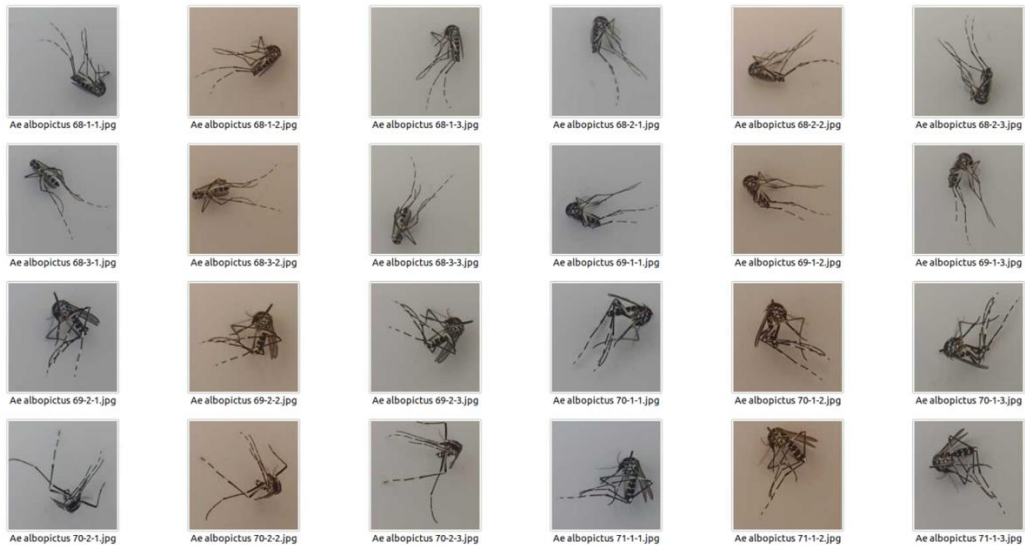 Ae albopictus 68-1-1.jpg
Ae albopictus 68-1-2.jpg
Ae albopictus 68-1-3.jpg
Ae albopictus 68-2-1.jpg
Ae albopictus 68-2-2.jpg
Ae albopictus 68-2-3.jpg
Ae albopictus 68-3-1.jpg
Ae albopictus 68-3-2.jpg
Ae albopictus 68-3-3.jpg
Ae albopictus 69-1-1.jpg
Ae albopictus 69-1-2.jpg
Ae albopictus 69-1-3.jpg
Ae albopictus 69-2-1.jpg
Ae albopictus 69-2-2.jpg
Ae albopictus 69-2-3.jpg
Ae albopictus 70-1-1.jpg
Ae albopictus 70-1-2.jpg
Ae albopictus 70-1-3.jpg
Ae albopictus 70-2-1.jpg
Ae albopictus 70-2-2.jpg
Ae albopictus 70-2-3.jpg
Ae albopictus 71-1-1.jpg
Ae albopictus 71-1-2.jpg
Ae albopictus 71-1-3.jpg